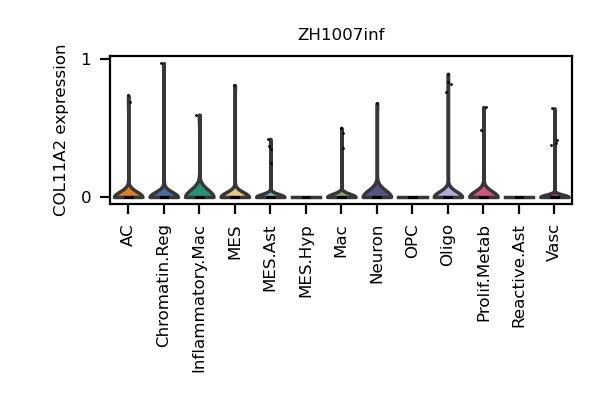 ZH1007inf
COL11A2 expression
1
0
AC
Chromatin.Reg
Inflammatory.Mac
MES
MES.Ast
MES.Hyp
Mac
Neuron
OPC
Oligo
Prolif.Metab
Reactive.Ast
Vasc